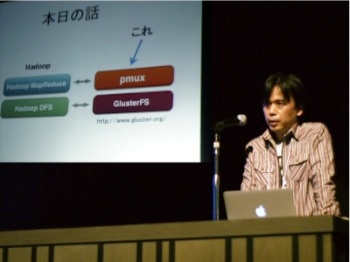 本日の話
これ
Hadoop
Hadoop MapReduce
pmux
Hadoop DFS
GlusterFS
http://www.gluster.org/